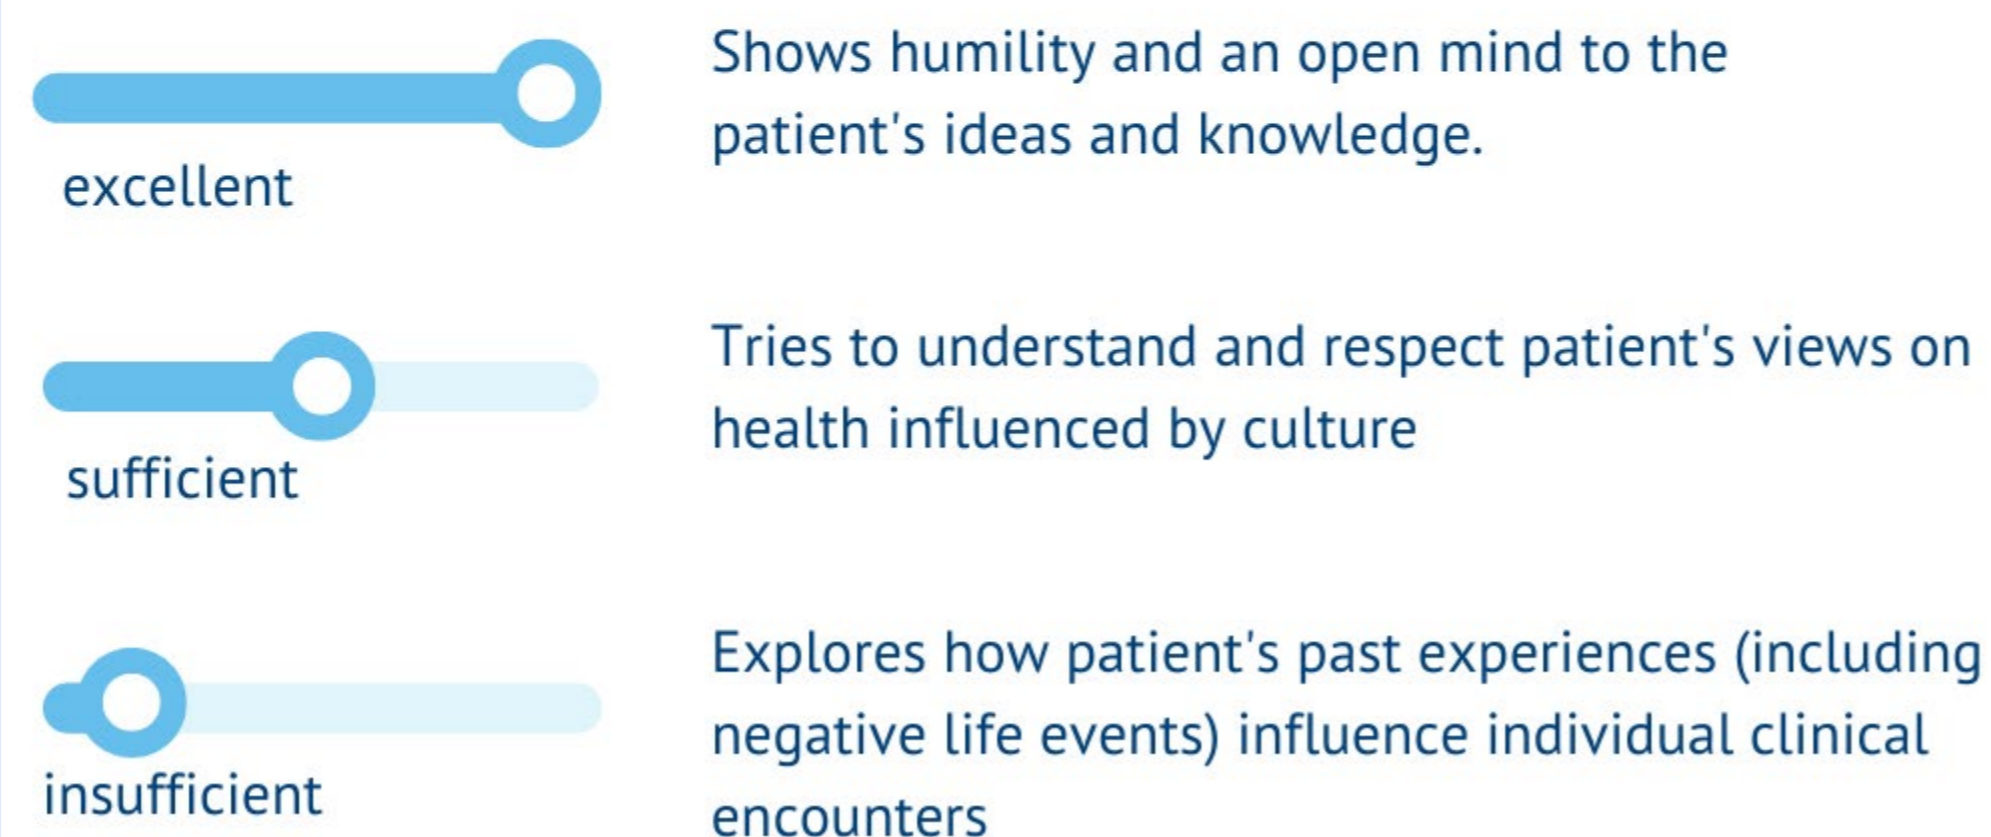 Shows humility and an open mind to the
patient's ideas and knowledge.
excellent
Tries to understand and respect patient's views on
health influenced by culture
sufficient
Explores how patient's past experiences (including
negative life events) influence individual clinical
encounters
insufficient